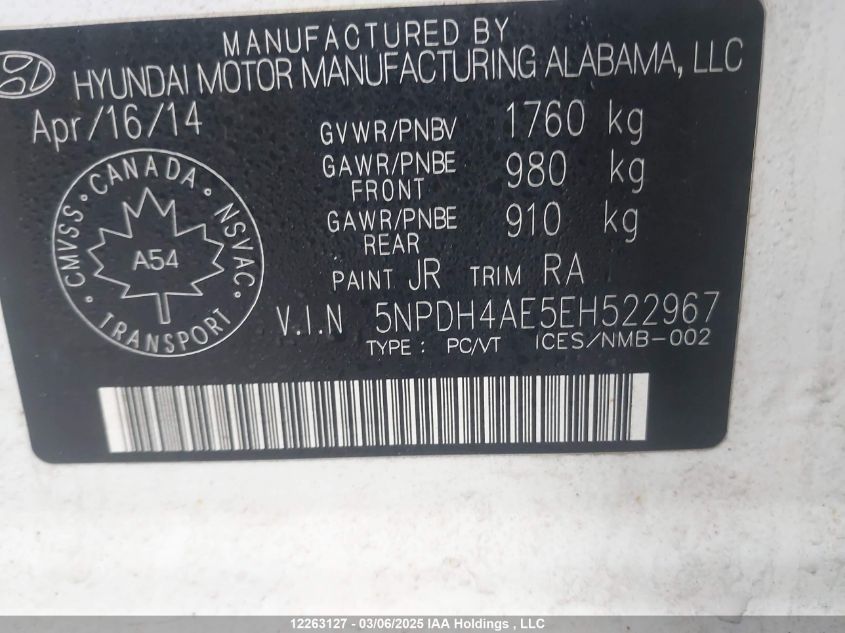 MANUFACTURED BY
HYUNDAI MOTOR MANUFACTURING ALABAMA, LLC
Apr/16/14
GVWR/PNBV 1760 kg
GAWR/PNBE 980 kg
FRONT
GAWR/PNBE 910 kg
REAR
PAINT JR TRIM RA
V.I.N 5NPDH4AE5EH522967
TYPE : PC/VT ICES/NMB-002
CMVSS · CANADA · NSVAC · TRANSPORT ·
A54
12263127 - 03/06/2025 IAA Holdings , LLC